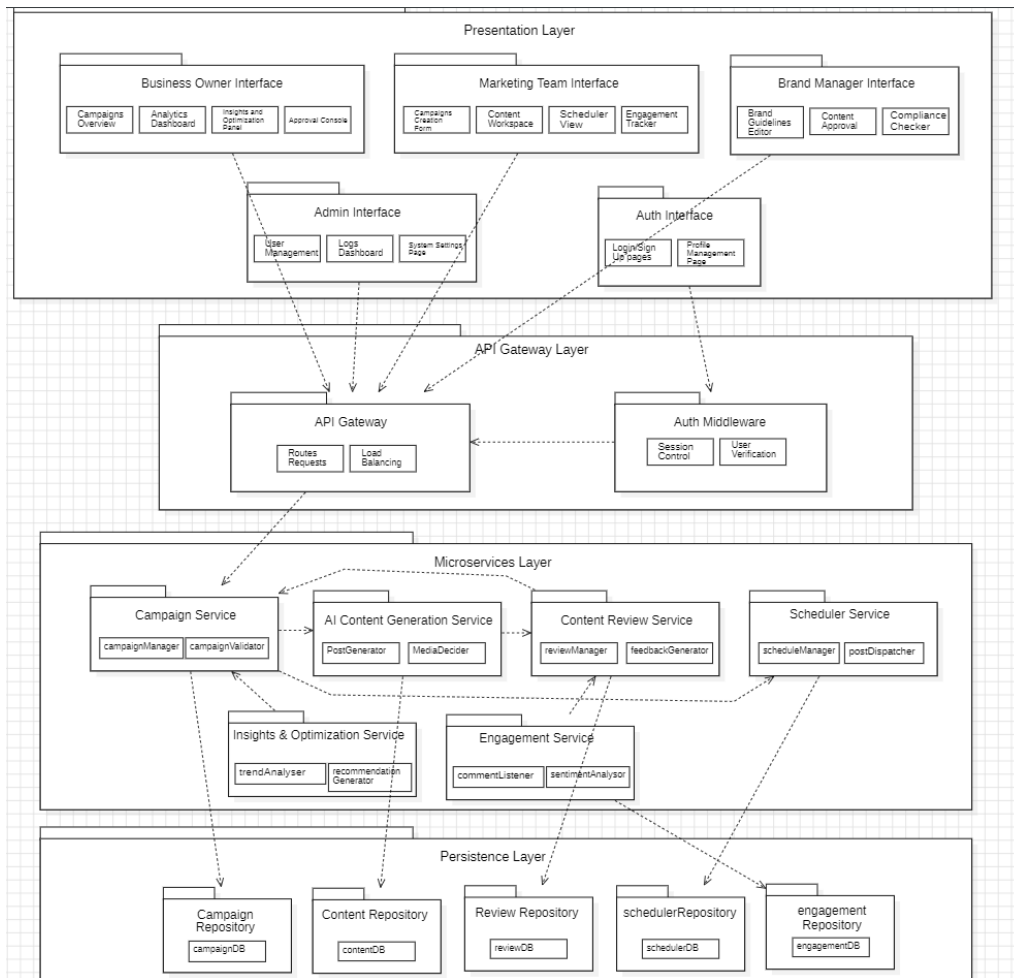 Presentation Layer
Business Owner Interface
Campaigns
Overview
Analytics
Dashboard
Insights and
Optimization
Panel
Approval Console
Marketing Team Interface
Campaigns
Creation
Form
Content
Workspace
Scheduler
View
Engagement
Tracker
Brand Manager Interface
Brand
Guidelines
Editor
Content
Approval
Compliance
Checker
Admin Interface
User
Management
Logs
Dashboard
System Settings
Page
Auth Interface
Login/Sign
Up pages
Profile
Management
Page
API Gateway Layer
API Gateway
Routes
Requests
Load
Balancing
Auth Middleware
Session
Control
User
Verification
Microservices Layer
Campaign Service
campaignManager
campaignValidator
AI Content Generation Service
PostGenerator
MediaDecider
Content Review Service
reviewManager
feedbackGenerator
Scheduler Service
scheduleManager
postDispatcher
Insights & Optimization Service
trendAnalyser
recommendation
Generator
Engagement Service
commentListener
sentimentAnalysor
Persistence Layer
Campaign
Repository
campaignDB
Content Repository
contentDB
Review Repository
reviewDB
schedulerRepository
schedulerDB
engagement
Repository
engagementDB